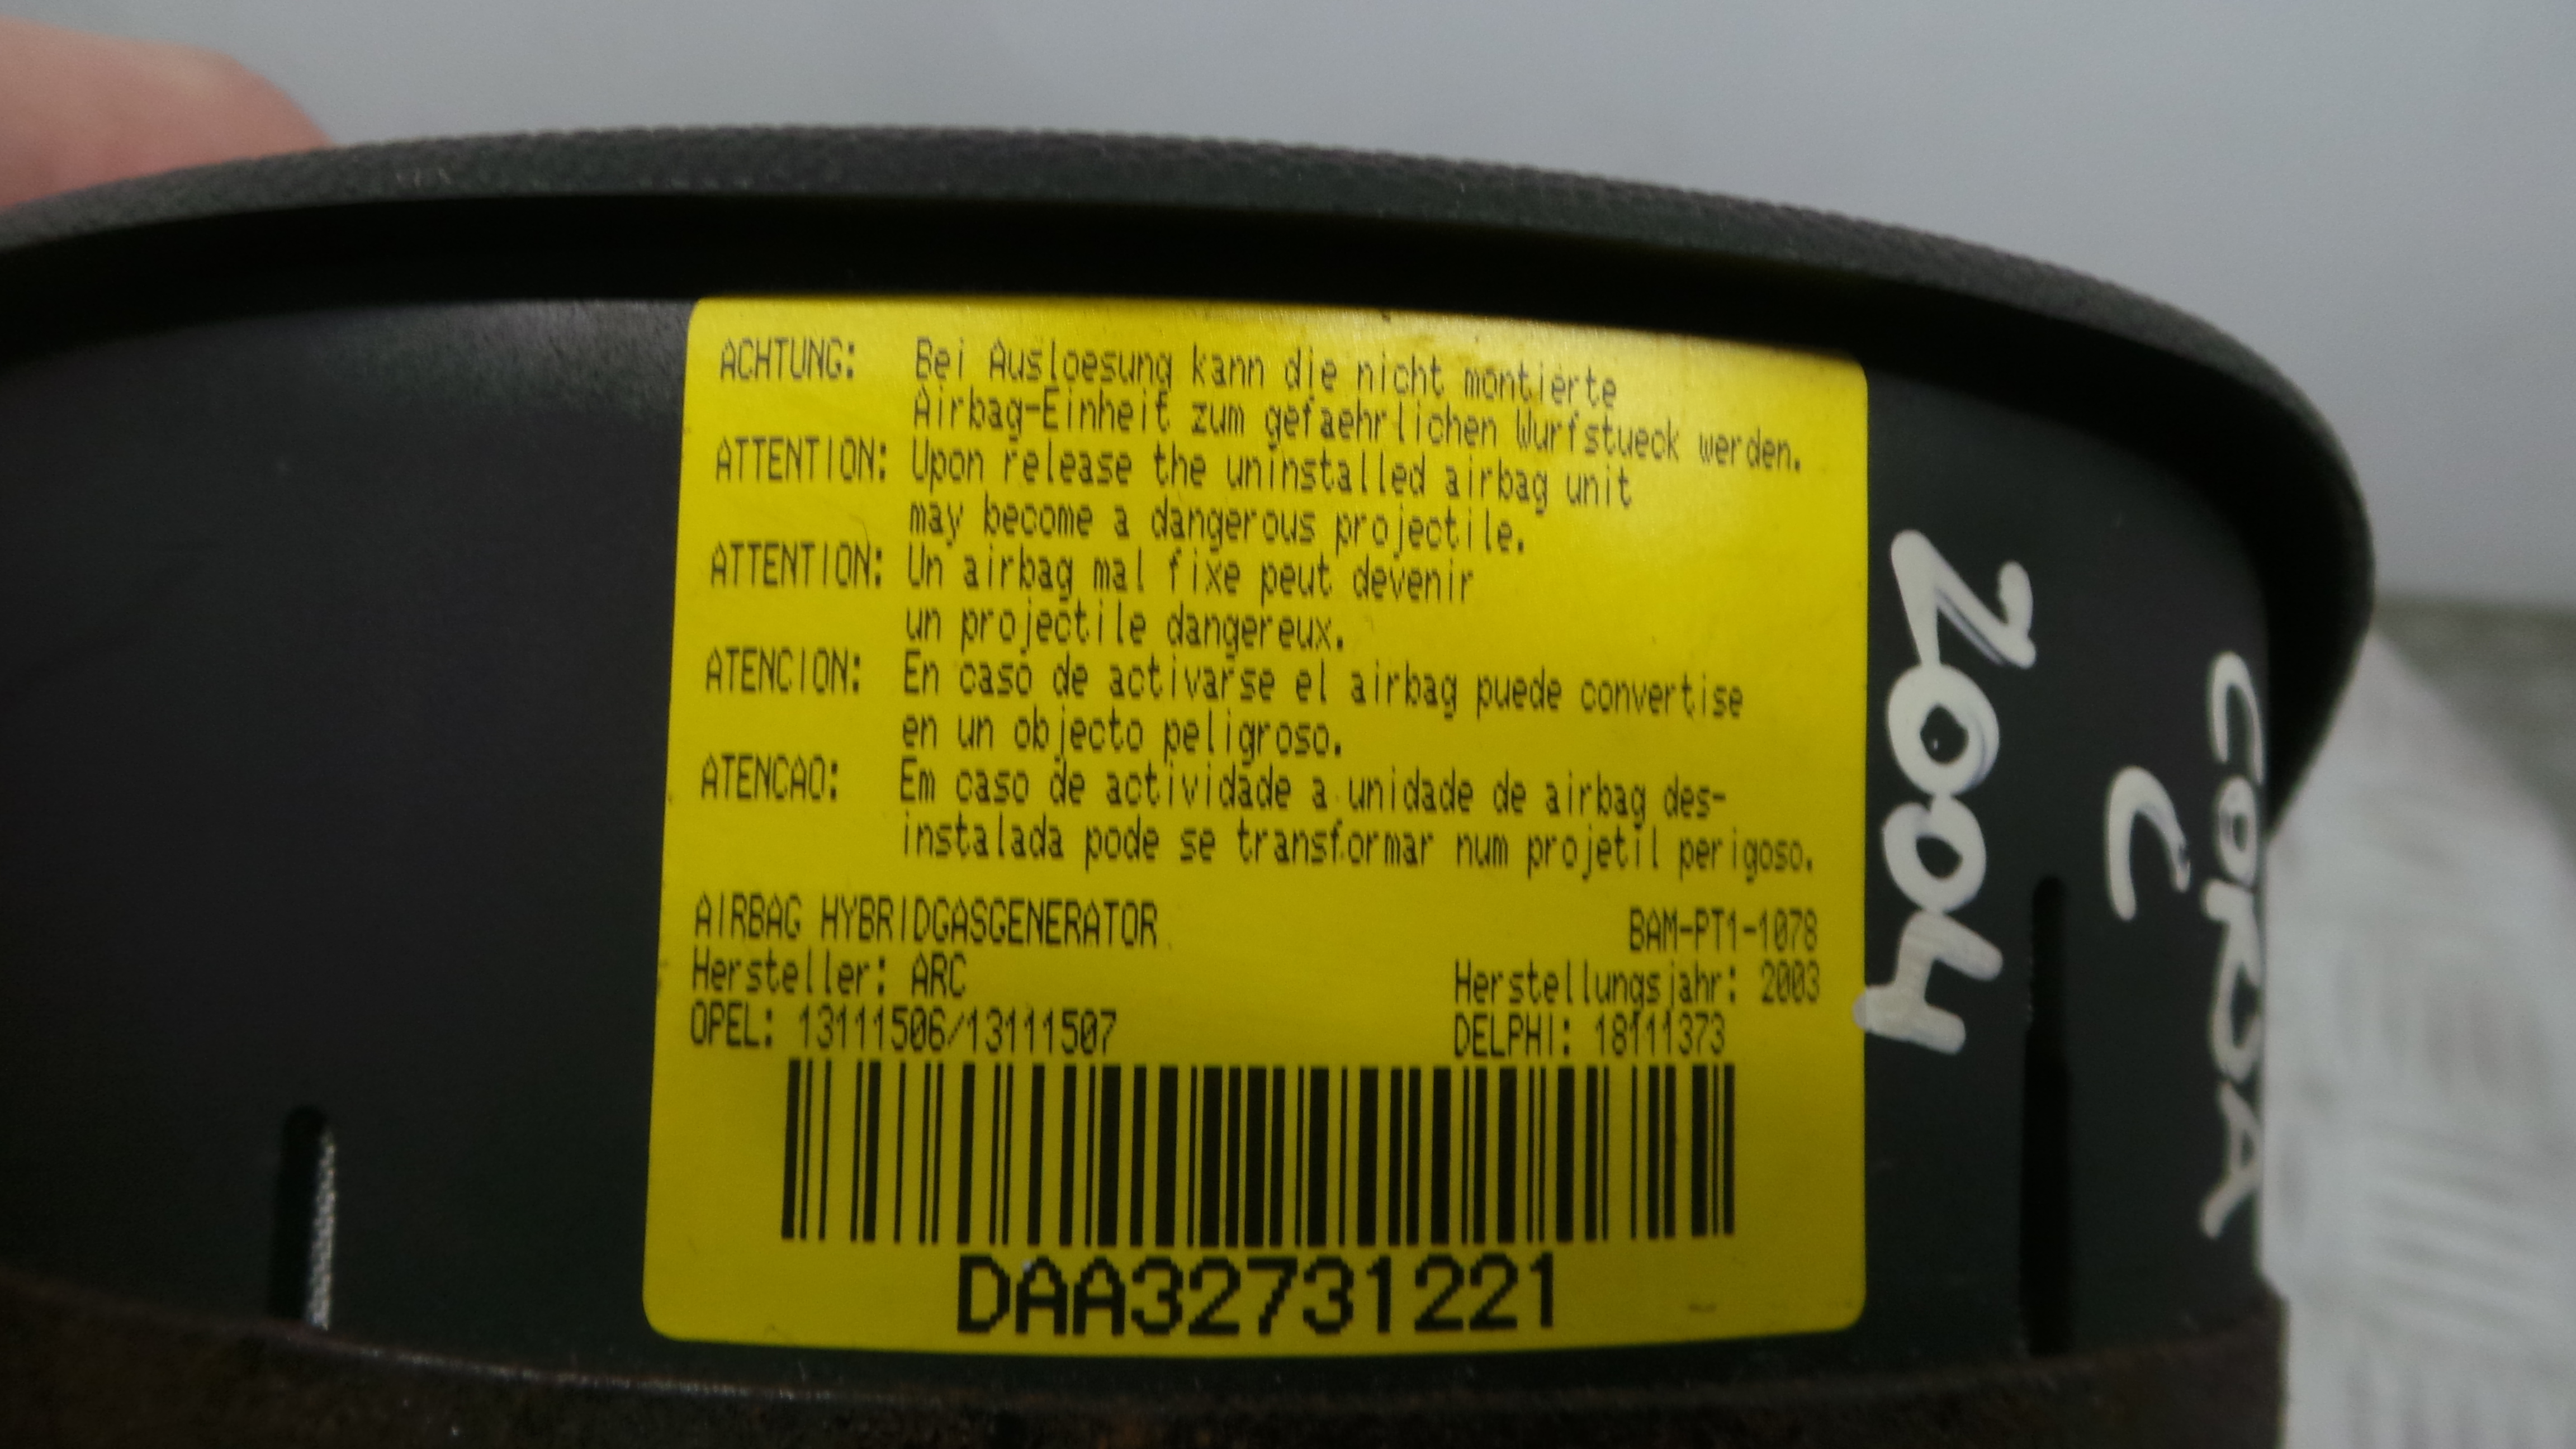 ACHTUNG: Bei Ausloesung kann die nicht montierte
Airbag-Einheit zum gefaehrlichen Wurfstueck werden.
ATTENTION: Upon release the uninstalled airbag unit
may become a dangerous projectile.
ATTENTION: Un airbag mal fixe peut devenir
un projectile dangereux.
ATENCION: En caso de activarse el airbag puede convertise
en un objecto peligroso.
ATENCAO: Em caso de actividade a unidade de airbag des-
instalada pode se transformar num projetil perigoso.
AIRBAG HYBRIDGASGENERATOR BAM-PT1-1078
Hersteller: ARC Herstellungsjahr: 2003
OPEL: 13111506/13111507 DELPHI: 18111373
DAA32731221
2004
CORSA
C